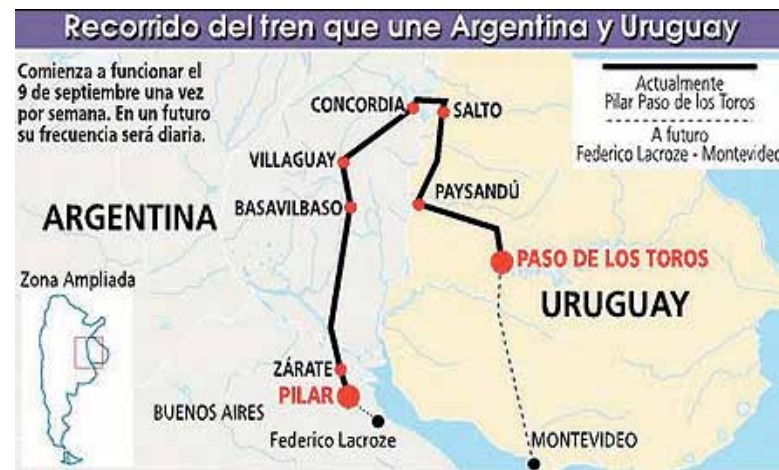 Recorrido del tren que une Argentina y Uruguay
Comienza a funcionar el
9 de septiembre una vez
por semana. En un futuro
su frecuencia será diaria.
Actualmente
Pilar Paso de los Toros
A futuro
Federico Lacroze - Montevideo
CONCORDIA
SALTO
VILLAGUAY
PAYSANDÚ
BASAVILBASO
ARGENTINA
PASO DE LOS TOROS
Zona Ampliada
URUGUAY
ZÁRATE
PILAR
BUENOS AIRES
Federico Lacroze
MONTEVIDEO